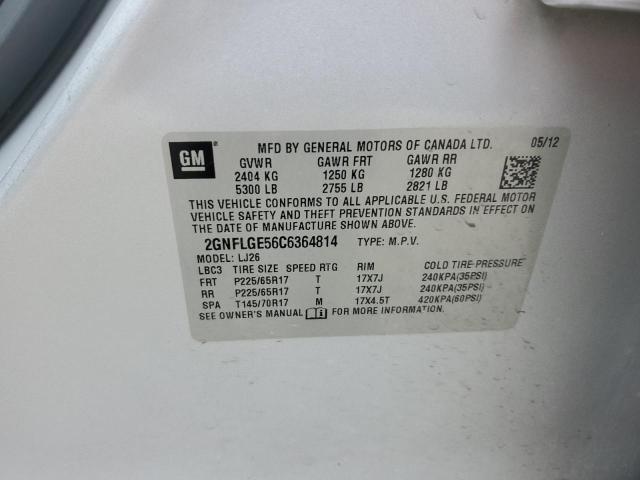 GM
MFD BY GENERAL MOTORS OF CANADA LTD. 05/12
GVWR GAWR FRT GAWR RR
2404 KG 1250 KG 1280 KG
5300 LB 2755 LB 2821 LB
THIS VEHICLE CONFORMS TO ALL APPLICABLE U.S. FEDERAL MOTOR
VEHICLE SAFETY AND THEFT PREVENTION STANDARDS IN EFFECT ON
THE DATE OF MANUFACTURE SHOWN ABOVE.
2GNFLGE56C6364814 TYPE: M.P.V.
MODEL: LJ26
LBC3 TIRE SIZE SPEED RTG RIM COLD TIRE PRESSURE
FRT P225/65R17 T 17X7J 240KPA(35PSI)
RR P225/65R17 T 17X7J 240KPA(35PSI)
SPA T145/70R17 M 17X4.5T 420KPA(60PSI)
SEE OWNER'S MANUAL FOR MORE INFORMATION.